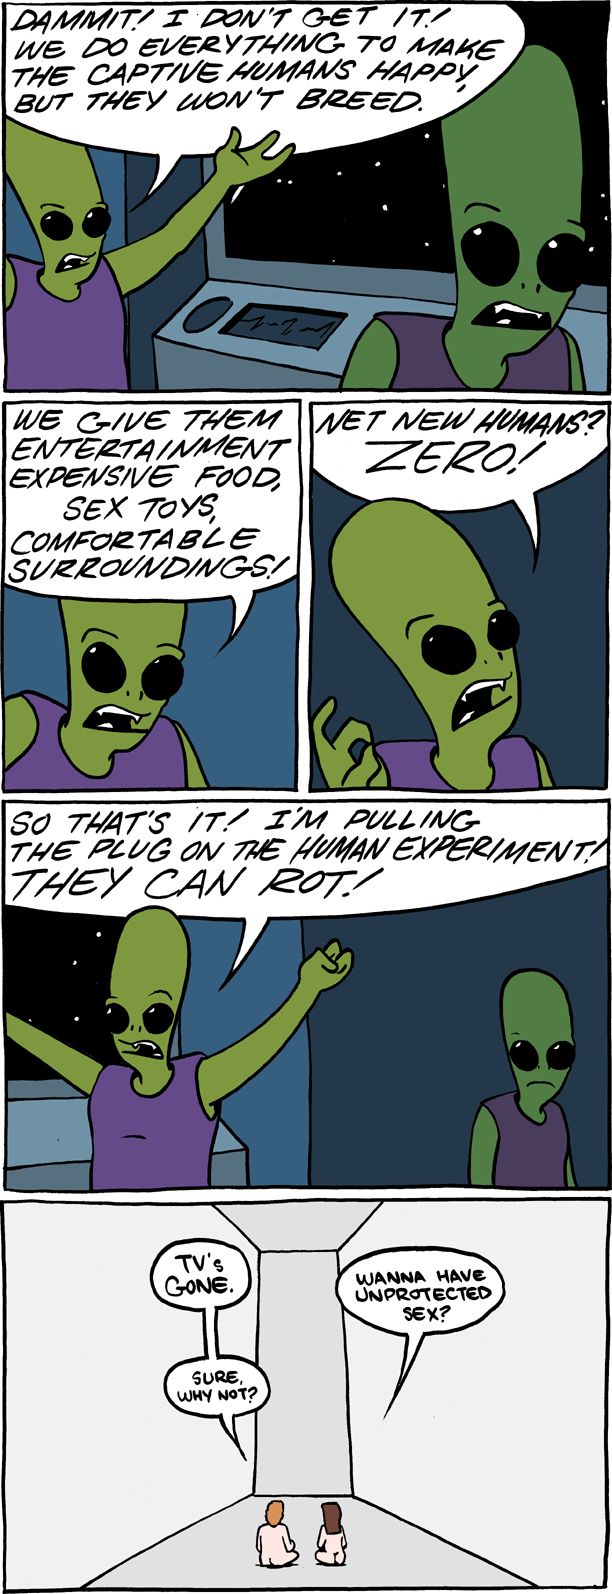 DAMMIT! I DON'T GET IT!
WE DO EVERYTHING TO MAKE
THE CAPTIVE HUMANS HAPPY,
BUT THEY WON'T BREED.
WE GIVE THEM
ENTERTAINMENT
EXPENSIVE FOOD,
SEX TOYS,
COMFORTABLE
SURROUNDINGS!
NET NEW HUMANS?
ZERO!
SO THAT'S IT! I'M PULLING
THE PLUG ON THE HUMAN EXPERIMENT!
THEY CAN ROT!
TV's
GONE.
WANNA HAVE
UNPROTECTED
SEX?
SURE,
WHY NOT?